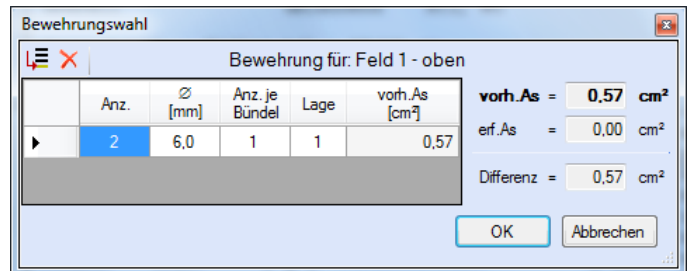 Bewehrungswahl
Bewehrung für: Feld 1 - oben
Anz. Ø [mm] Anz. je Bündel Lage vorh.As [cm²]
2 6,0 1 1 0,57
vorh.As = 0,57 cm²
erf.As = 0,00 cm²
Differenz = 0,57 cm²
OK Abbrechen